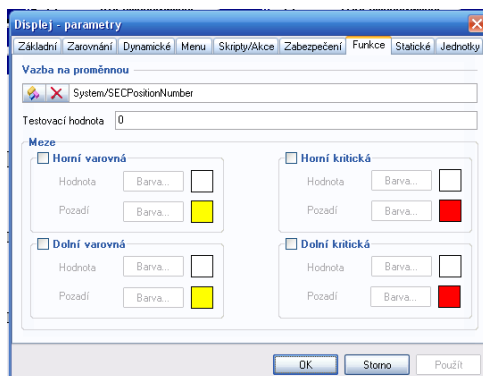 Displej - parametry
Základní Zarovnání Dynamické Menu Skripty/Akce Zabezpečení Funkce Statické Jednotky
Vazba na proměnnou
System/SECPositionNumber
Testovací hodnota 0
Meze
Horní varovná Horní kritická
Hodnota Barva... Hodnota Barva...
Pozadí Barva... Pozadí Barva...
Dolní varovná Dolní kritická
Hodnota Barva... Hodnota Barva...
Pozadí Barva... Pozadí Barva...
OK Storno Použít